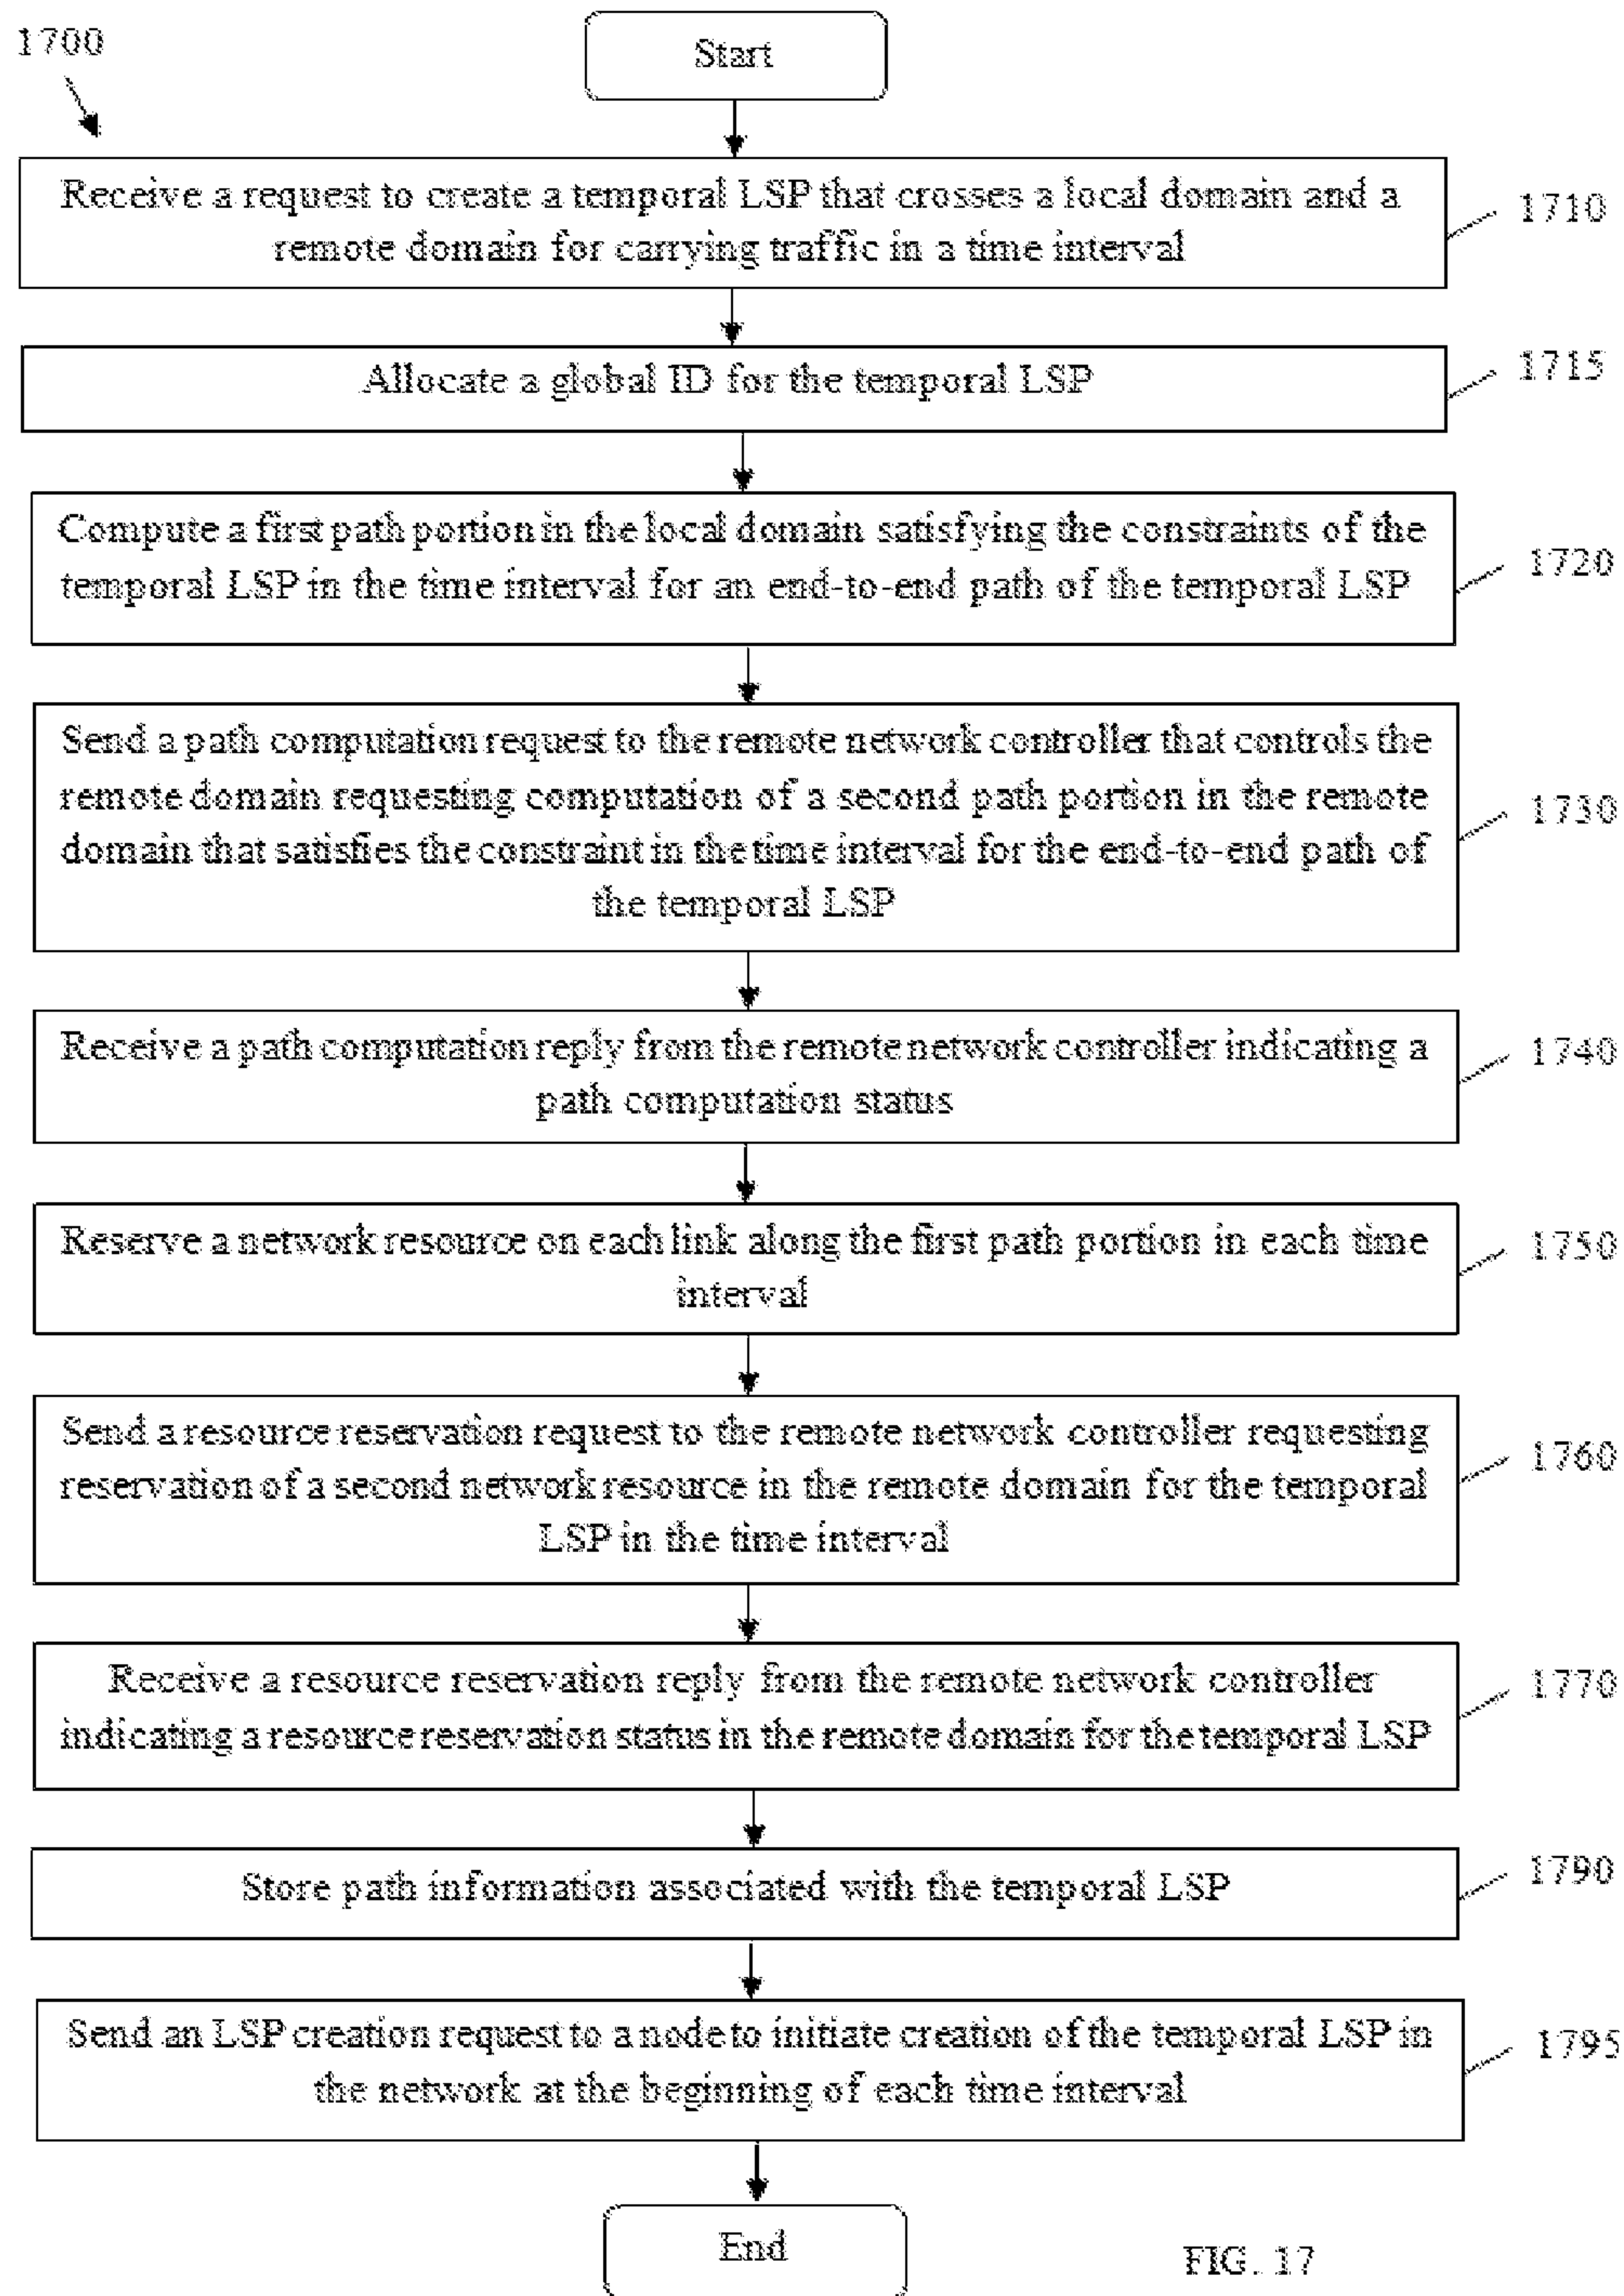 1700
Start
Receive a request to create a temporal LSP that crosses a local domain and a
remote domain for carrying traffic in a time interval
1710
Allocate a global ID for the temporal LSP
1715
Compute a first path portion in the local domain satisfying the constraints of the
temporal LSP in the time interval for an end-to-end path of the temporal LSP
1720
Send a path computation request to the remote network controller that controls the
remote domain requesting computation of a second path portion in the remote
domain that satisfies the constraint in the time interval for the end-to-end path of
the temporal LSP
1730
Receive a path computation reply from the remote network controller indicating a
path computation status
1740
Reserve a network resource on each link along the first path portion in each time
interval
1750
Send a resource reservation request to the remote network controller requesting
reservation of a second network resource in the remote domain for the temporal
LSP in the time interval
1760
Receive a resource reservation reply from the remote network controller
indicating a resource reservation status in the remote domain for the temporal LSP
1770
Store path information associated with the temporal LSP
1790
Send an LSP creation request to a node to initiate creation of the temporal LSP in
the network at the beginning of each time interval
1795
End
FIG. 17